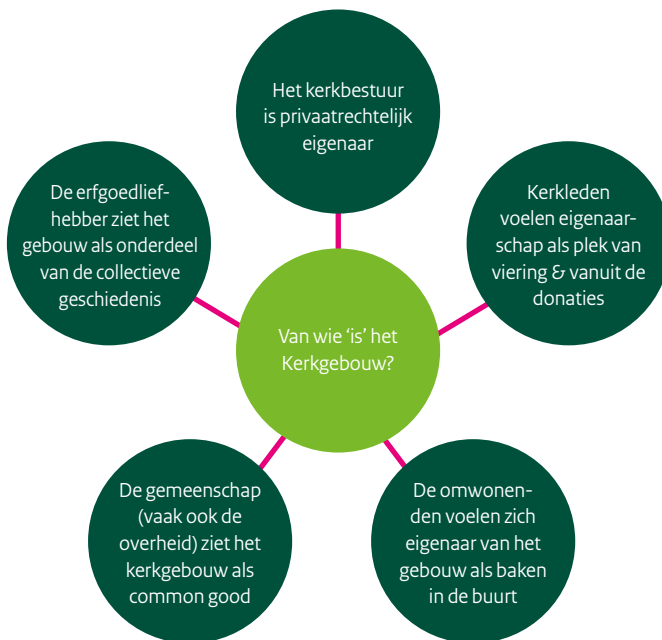 Het kerkbestuur
is privaatrechtelijk
eigenaar
De erfgoedlief-
hebber ziet het
gebouw als onderdeel
van de collectieve
geschiedenis
Kerkleden
voelen eigenaar-
schap als plek van
viering & vanuit de
donaties
Van wie ‘is’ het
Kerkgebouw?
De gemeenschap
(vaak ook de
overheid) ziet het
kerkgebouw als
common good
De omwonen-
den voelen zich
eigenaar van het
gebouw als baken
in de buurt